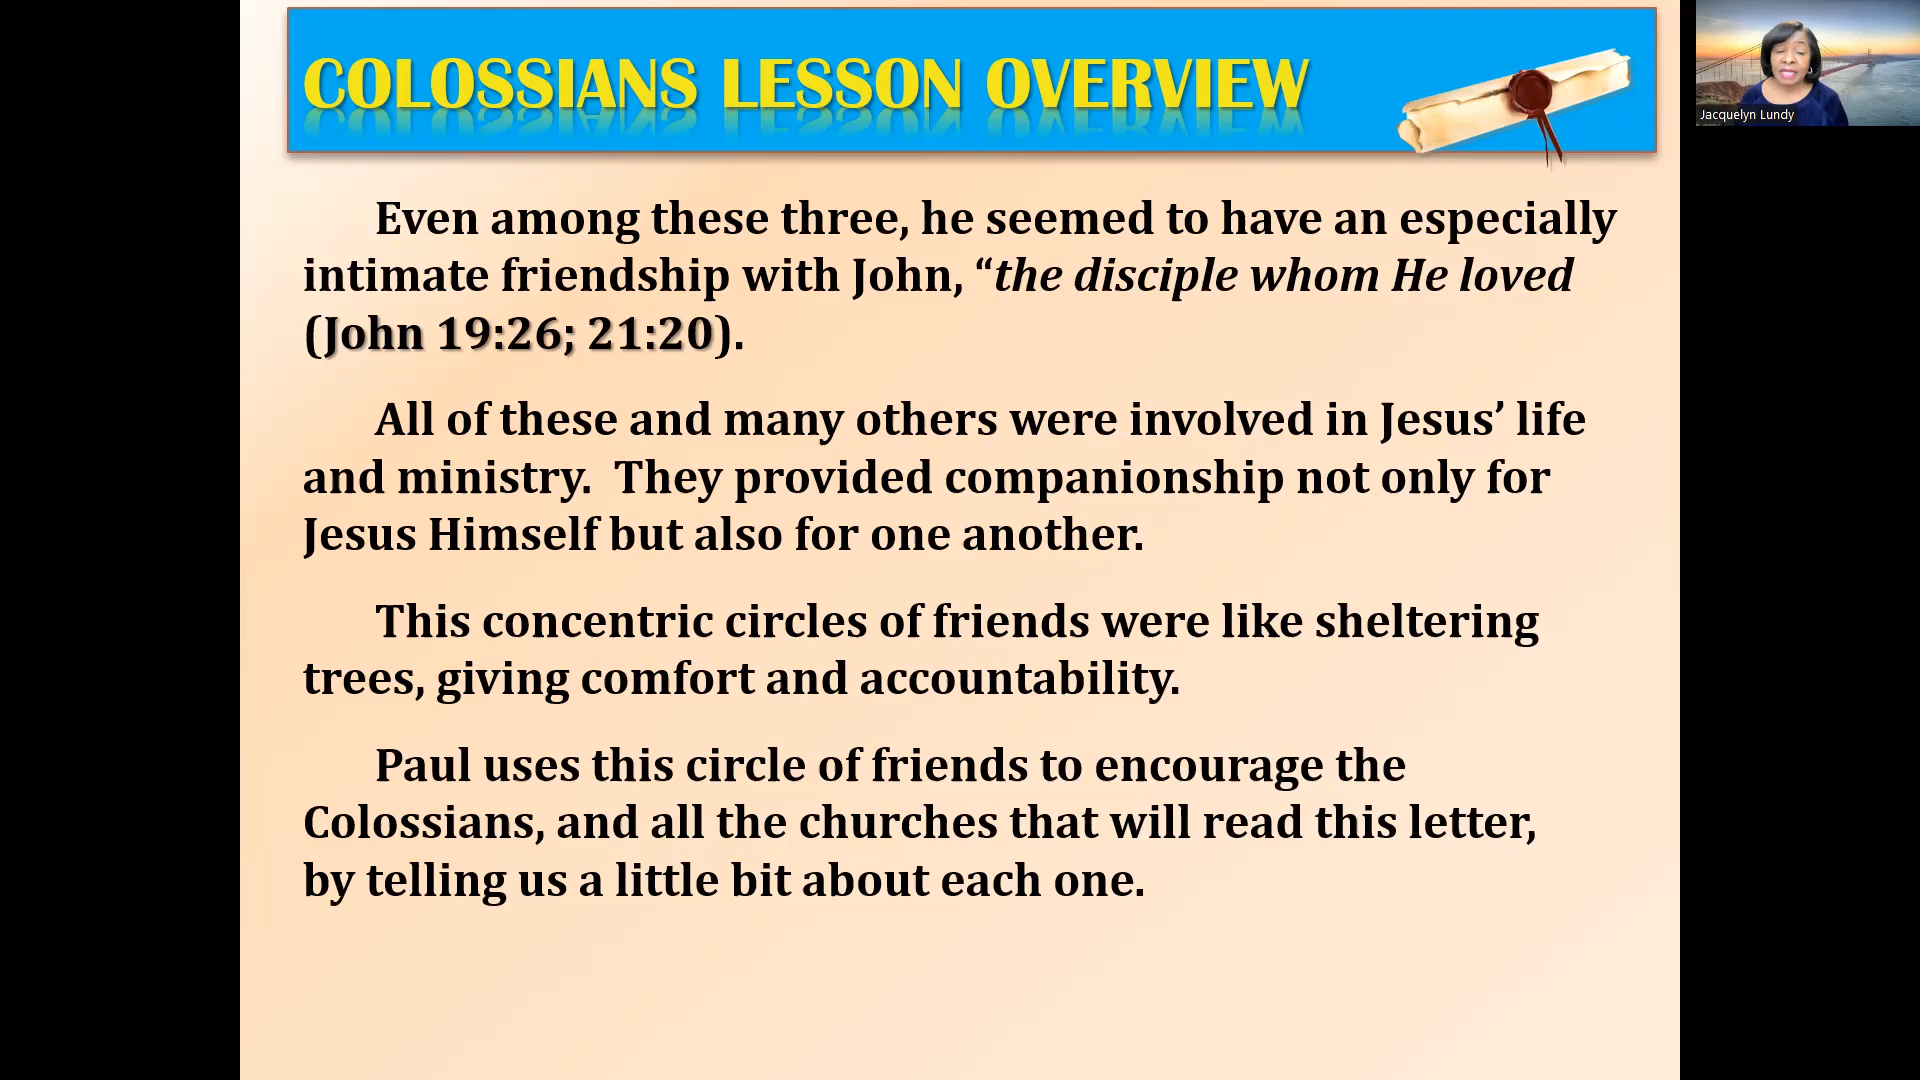 COLOSSIANS LESSON OVERVIEW
Jacquelyn Lundy
Even among these three, he seemed to have an especially
intimate friendship with John, “the disciple whom He loved
(John 19:26; 21:20).
All of these and many others were involved in Jesus’ life
and ministry.  They provided companionship not only for
Jesus Himself but also for one another.
This concentric circles of friends were like sheltering
trees, giving comfort and accountability.
Paul uses this circle of friends to encourage the
Colossians, and all the churches that will read this letter,
by telling us a little bit about each one.